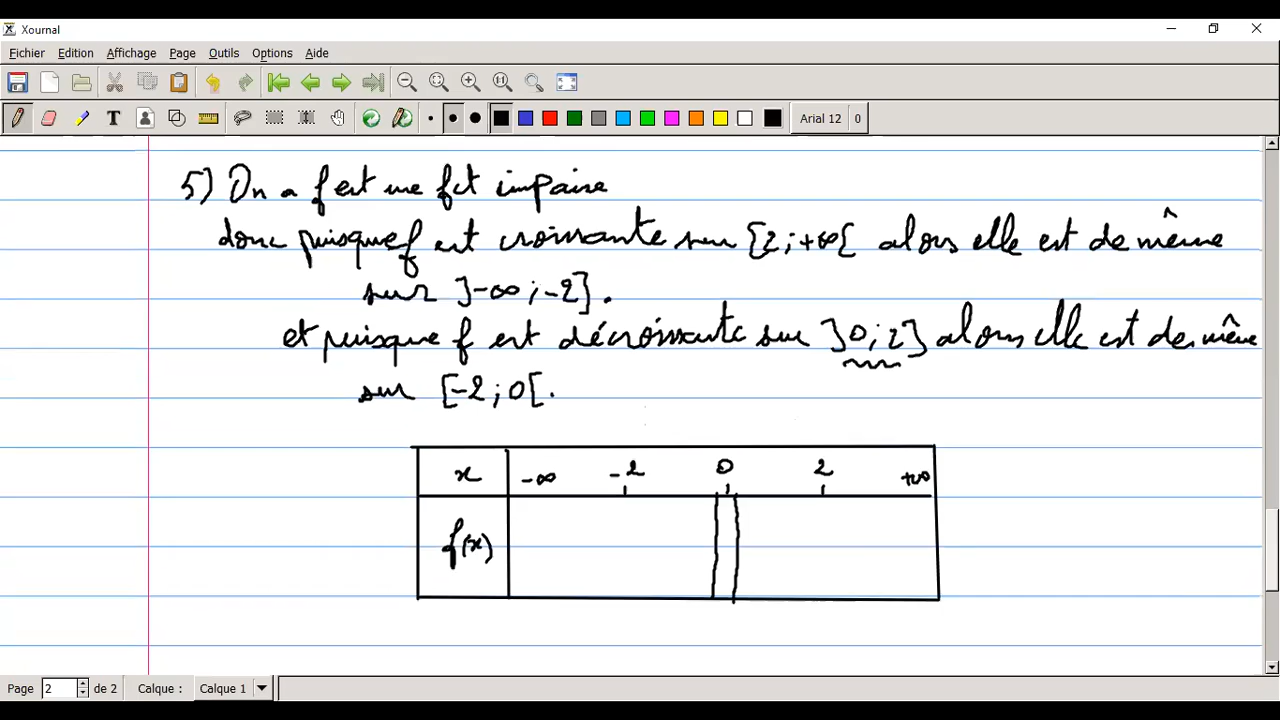 Xournal
Fichier Edition Affichage Page Outils Options Aide
Arial 12 0
5) On a f est une fct impaire
donc puisque f est croissante sur [2 ; +∞[ alors elle est de même
sur ]-∞ ; -2] .
et puisque f est décroissante sur ]0 ; 2] alors elle est de même
sur [-2 ; 0[ .
x -∞ -2 0 2 +∞
f(x)
Page 2 de 2 Calque : Calque 1